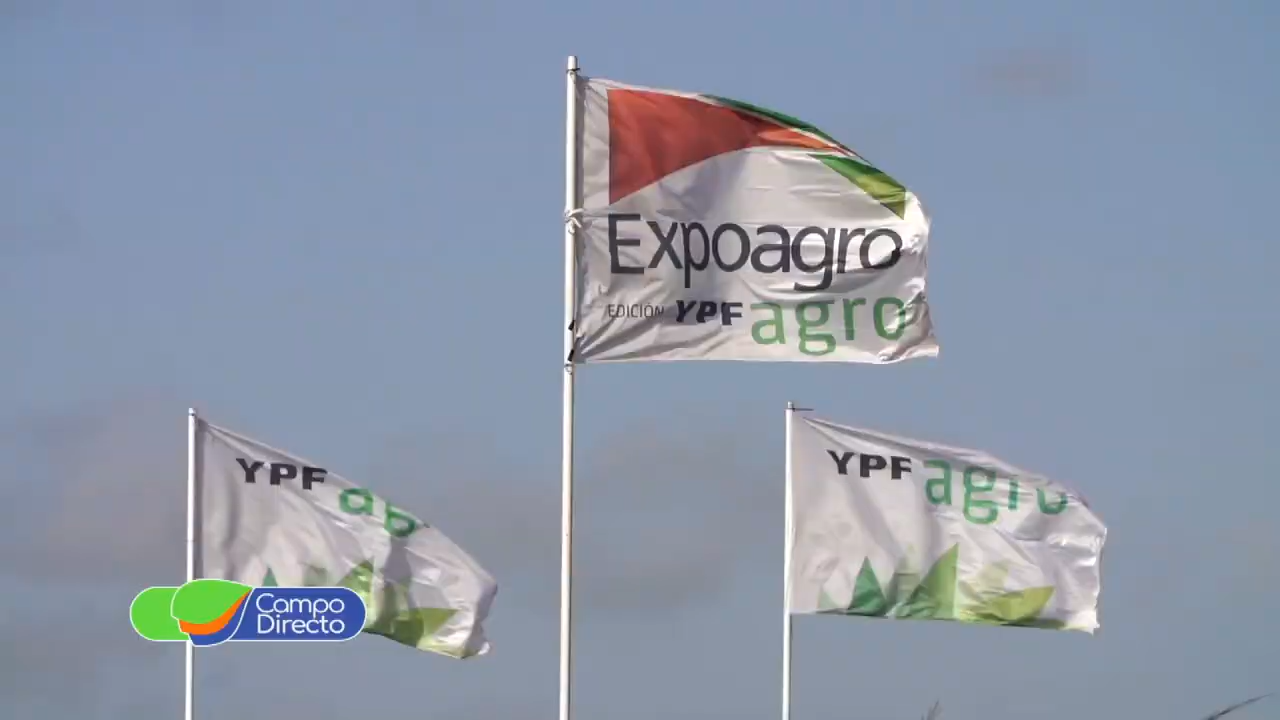 Expoagro
EDICIÓN YPF agro
YPF
YPF agro
Campo
Directo